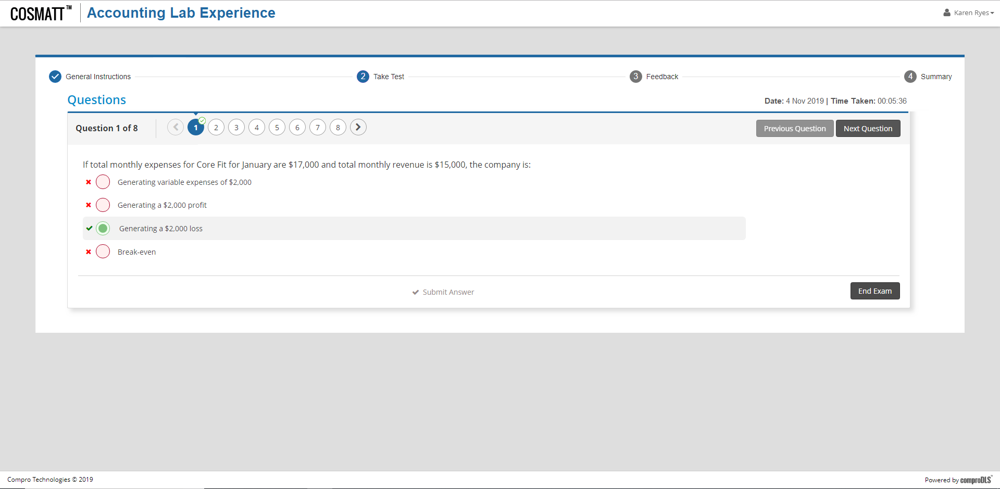 COSMATT™ Accounting Lab Experience Karen Ryes
General Instructions 2 Take Test 3 Feedback 4 Summary
Questions Date: 4 Nov 2019 | Time Taken: 00:05:36
Question 1 of 8 1 2 3 4 5 6 7 8 Previous Question Next Question
If total monthly expenses for Core Fit for January are $17,000 and total monthly revenue is $15,000, the company is:
Generating variable expenses of $2,000
Generating a $2,000 profit
Generating a $2,000 loss
Break-even
Submit Answer End Exam
Compro Technologies © 2019 Powered by comproDLS™